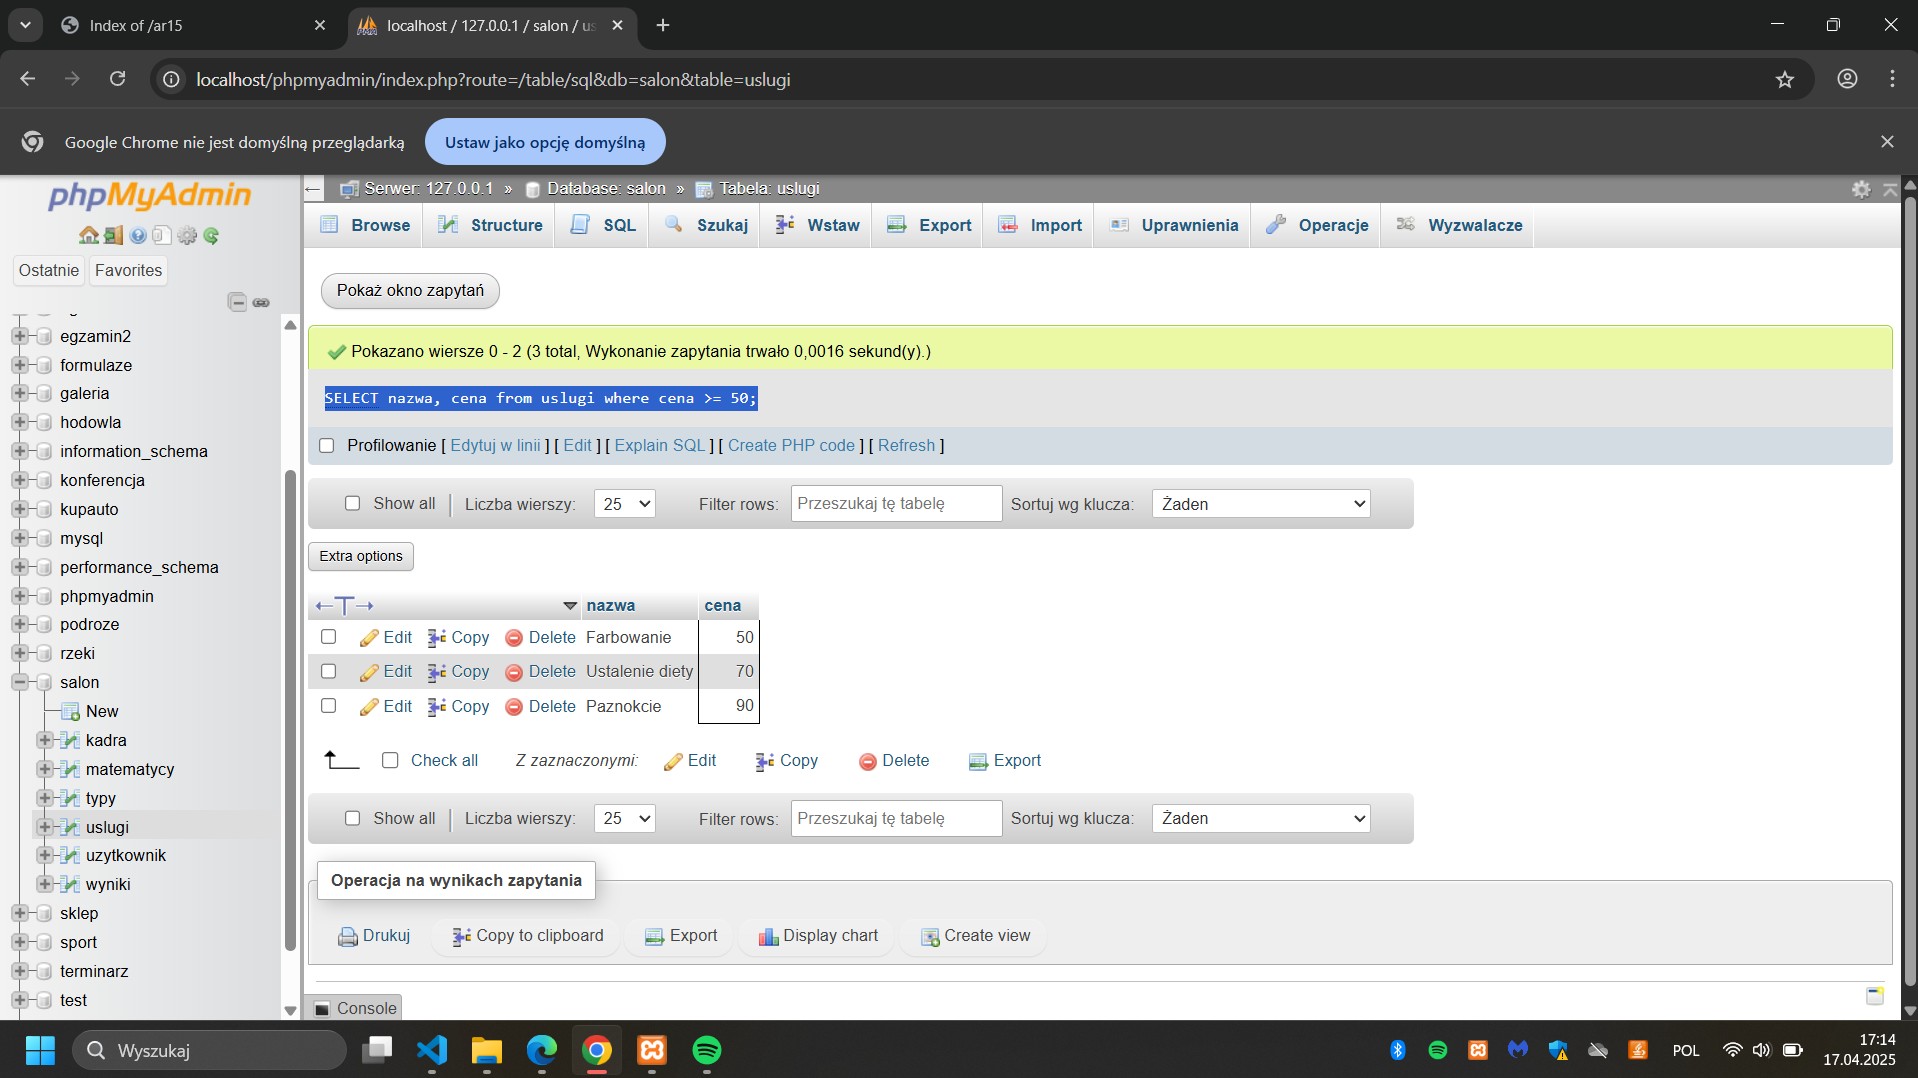 Index of /ar15
localhost / 127.0.0.1 / salon / us
localhost/phpmyadmin/index.php?route=/table/sql&db=salon&table=uslugi
Google Chrome nie jest domyślną przeglądarką
Ustaw jako opcję domyślną
phpMyAdmin
Ostatnie
Favorites
egzamin2
formulaze
galeria
hodowla
information_schema
konferencja
kupauto
mysql
performance_schema
phpmyadmin
podroze
rzeki
salon
New
kadra
matematycy
typy
uslugi
uzytkownik
wyniki
sklep
sport
terminarz
test
Serwer: 127.0.0.1 » Database: salon » Tabela: uslugi
Browse
Structure
SQL
Szukaj
Wstaw
Export
Import
Uprawnienia
Operacje
Wyzwalacze
Pokaż okno zapytań
Pokazano wiersze 0 - 2 (3 total, Wykonanie zapytania trwało 0,0016 sekund(y).)
SELECT nazwa, cena from uslugi where cena >= 50;
Profilowanie [ Edytuj w linii ] [ Edit ] [ Explain SQL ] [ Create PHP code ] [ Refresh ]
Show all | Liczba wierszy: 25 Filter rows: Przeszukaj tę tabelę Sortuj wg klucza: Żaden
Extra options
←T→ nazwa cena
Edit Copy Delete Farbowanie 50
Edit Copy Delete Ustalenie diety 70
Edit Copy Delete Paznokcie 90
Check all Z zaznaczonymi: Edit Copy Delete Export
Show all | Liczba wierszy: 25 Filter rows: Przeszukaj tę tabelę Sortuj wg klucza: Żaden
Operacja na wynikach zapytania
Drukuj Copy to clipboard Export Display chart Create view
Console
Wyszukaj
POL
17:14
17.04.2025